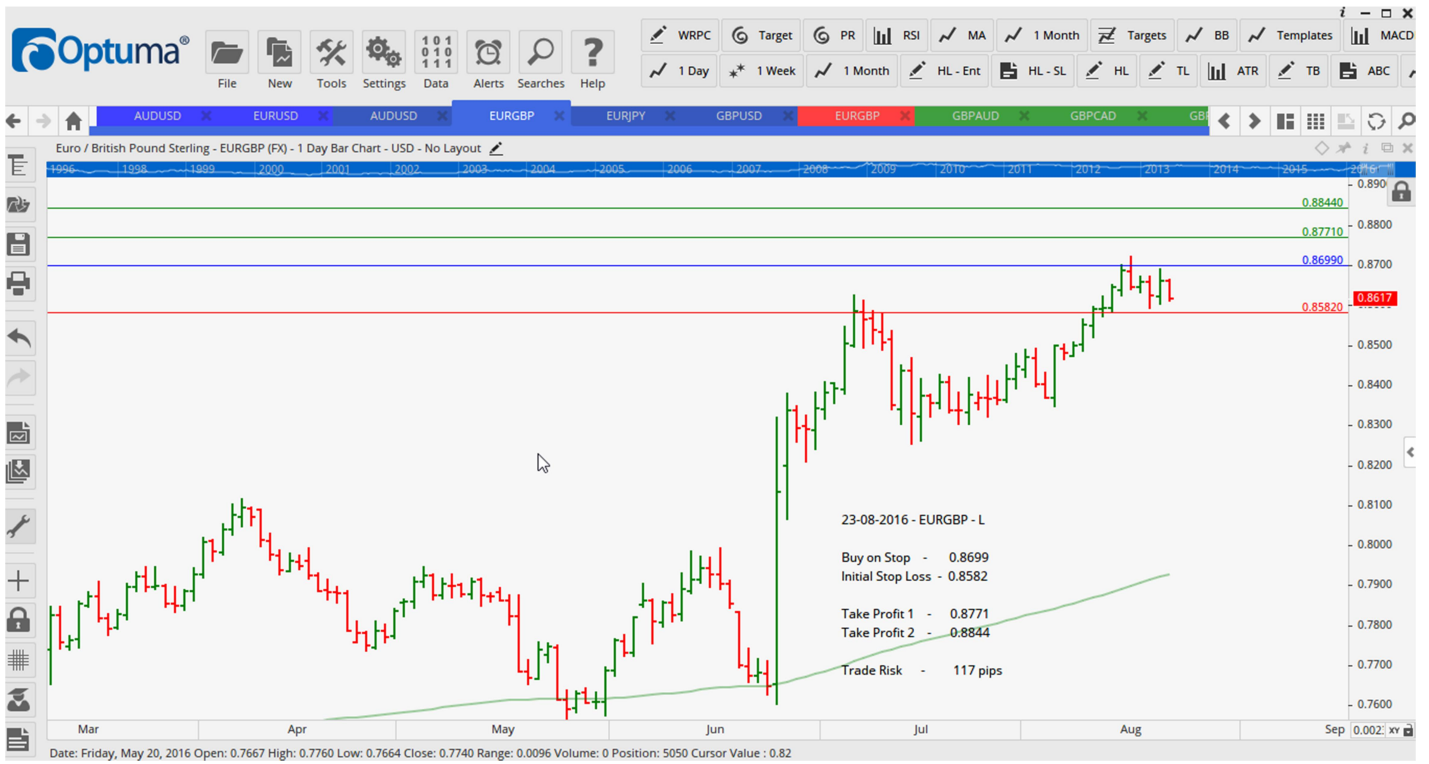 Optuma®
File New Tools Settings Data Alerts Searches Help
WRPC Target PR RSI MA 1 Month Targets BB Templates MACD
1 Day 1 Week 1 Month HL - Ent HL - SL HL TL ATR TB ABC
101
010
111
AUDUSD EURUSD AUDUSD EURGBP EURJPY GBPUSD EURGBP GBPAUD GBPCAD
Euro / British Pound Sterling - EURGBP (FX) - 1 Day Bar Chart - USD - No Layout
1996 1998 1999 2000 2001 2002 2003 2004 2005 2006 2007 2008 2009 2010 2011 2012 2013 2014 2015 2016
0.890
0.88440
0.8800
0.87710
0.86990
0.8700
0.8617
0.85820
0.8500
0.8400
0.8300
0.8200
0.8100
0.8000
0.7900
0.7800
0.7700
0.7600
23-08-2016 - EURGBP - L
Buy on Stop - 0.8699
Initial Stop Loss - 0.8582
Take Profit 1 - 0.8771
Take Profit 2 - 0.8844
Trade Risk - 117 pips
Mar Apr May Jun Jul Aug Sep
XY
Date: Friday, May 20, 2016 Open: 0.7667 High: 0.7760 Low: 0.7664 Close: 0.7740 Range: 0.0096 Volume: 0 Position: 5050 Cursor Value : 0.82